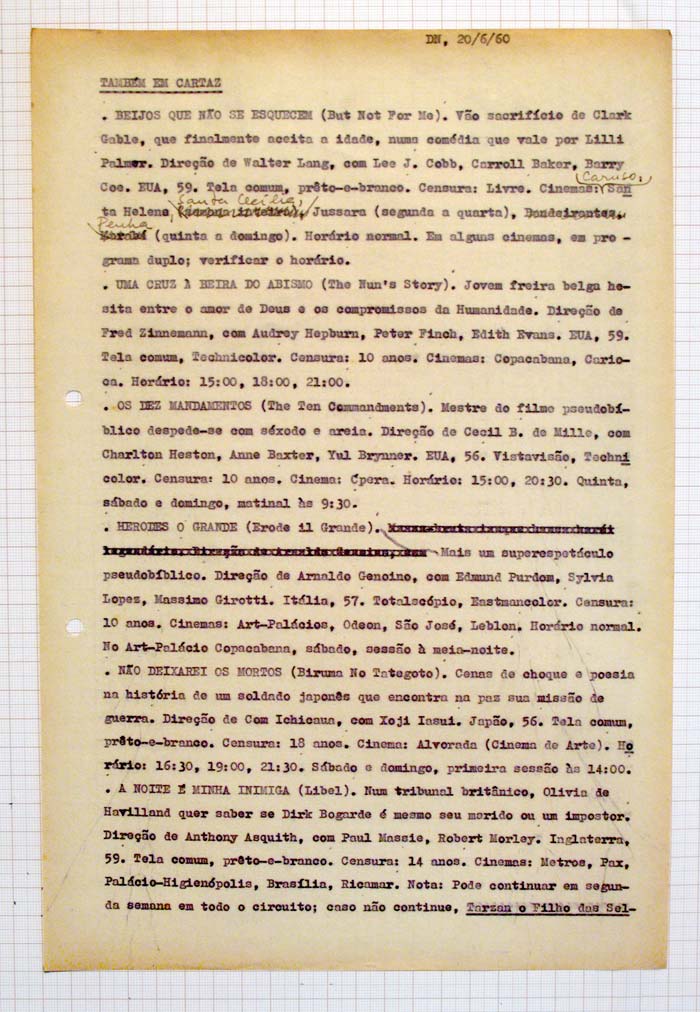 DN, 20/6/60
TAMBÉM EM CARTAZ
. BEIJOS QUE NÃO SE ESQUECEM (But Not For Me). Vão sacrifício de Clark
Gable, que finalmente aceita a idade, numa comédia que vale por Lilli
Palmer. Direção de Walter Lang, com Lee J. Cobb, Carroll Baker, Barry
Caruso,
Coe. EUA, 59. Tela comum, prêto-e-branco. Censura: Livre. Cinemas: (San
Santa Cecília,
ta Helena Jussara (segunda a quarta), Bandeirantes,
Penha
Marabá (quinta a domingo). Horário normal. Em alguns cinemas, em pro -
grama duplo; verificar o horário.
. UMA CRUZ À BEIRA DO ABISMO (The Nun's Story). Jovem freira belga he-
sita entre o amor de Deus e os compromissos da Humanidade. Direção de
Fred Zinnemann, com Audrey Hepburn, Peter Finch, Edith Evans. EUA, 59.
Tela comum, Technicolor. Censura: 10 anos. Cinemas: Copacabana, Cario-
ca. Horário: 15:00, 18:00, 21:00.
. OS DEZ MANDAMENTOS (The Ten Commandments). Mestre do filme pseudobí-
blico despede-se com séxodo e areia. Direção de Cecil B. de Mille, com
Charlton Heston, Anne Baxter, Yul Brynner. EUA, 56. Vistavisão, Techni
color. Censura: 10 anos. Cinema: Ópera. Horário: 15:00, 20:30. Quinta,
sábado e domingo, matinal às 9:30.
. HERODES O GRANDE (Erode il Grande).
Mais um superespetáculo
pseudobíblico. Direção de Arnaldo Genoino, com Edmund Purdom, Sylvia
Lopez, Massimo Girotti. Itália, 57. Totalscópio, Eastmancolor. Censura:
10 anos. Cinemas: Art-Palácios, Odeon, São José, Leblon. Horário normal.
No Art-Palácio Copacabana, sábado, sessão à meia-noite.
. NÃO DEIXAREI OS MORTOS (Biruma No Tategoto). Cenas de choque e poesia
na história de um soldado japonês que encontra na paz sua missão de
guerra. Direção de Com Ichicaua, com Xoji Iasui. Japão, 56. Tela comum,
prêto-e-branco. Censura: 18 anos. Cinema: Alvorada (Cinema de Arte). Ho
rário: 16:30, 19:00, 21:30. Sábado e domingo, primeira sessão às 14:00.
. A NOITE É MINHA INIMIGA (Libel). Num tribunal britânico, Olivia de
Havilland quer saber se Dirk Bogarde é mesmo seu marido ou um impostor.
Direção de Anthony Asquith, com Paul Massie, Robert Morley. Inglaterra,
59. Tela comum, prêto-e-branco. Censura: 14 anos. Cinemas: Metros, Pax,
Palácio-Higienópolis, Brasília, Ricamar. Nota: Pode continuar em segun-
da semana em todo o circuito; caso não continue, Tarzan o Filho das Sel-